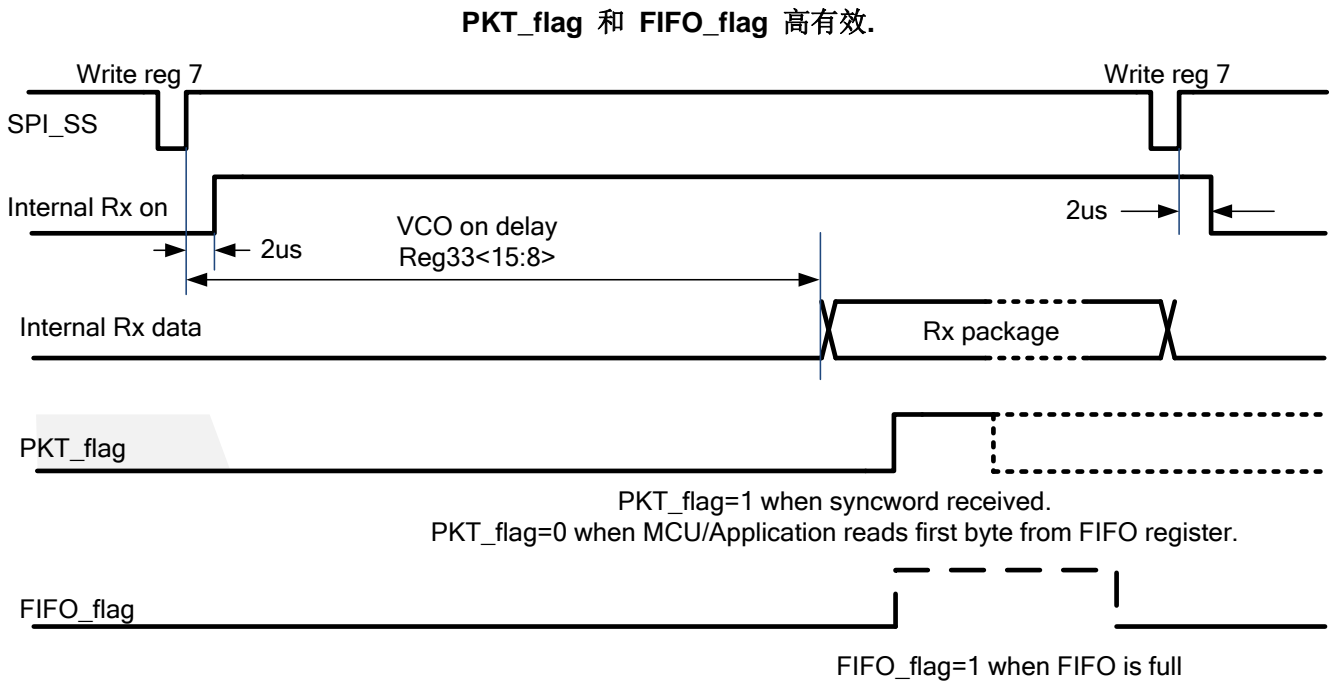 PKT_flag 和 FIFO_flag 高有效.
Write reg 7
Write reg 7
SPI_SS
Internal Rx on
2us
VCO on delay
Reg33<15:8>
2us
Internal Rx data
Rx package
PKT_flag
PKT_flag=1 when syncword received.
PKT_flag=0 when MCU/Application reads first byte from FIFO register.
FIFO_flag
FIFO_flag=1 when FIFO is full